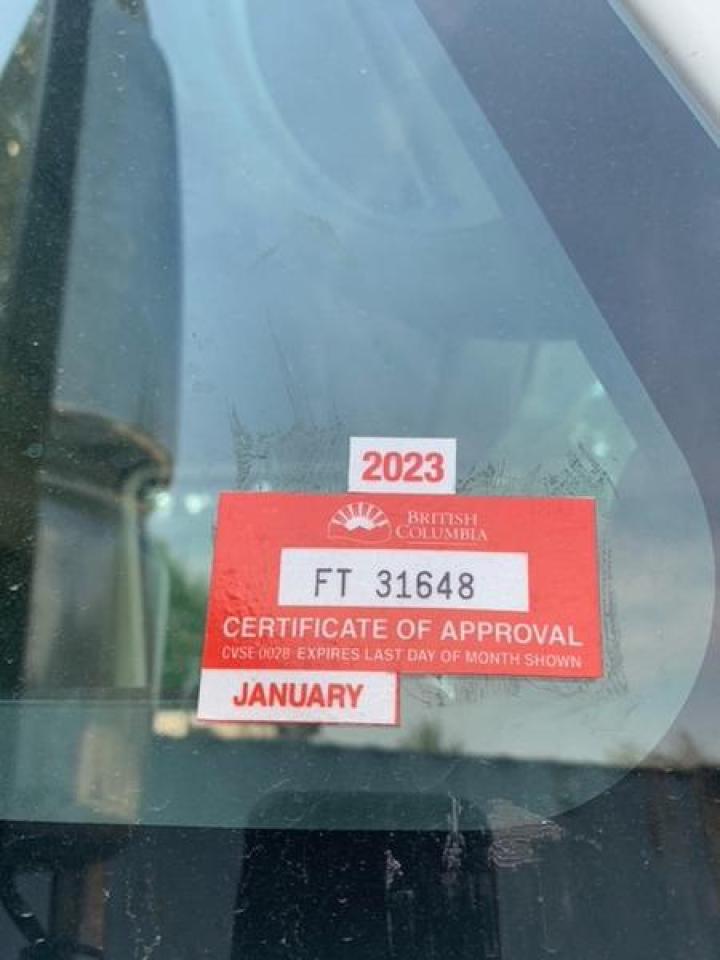 2023
BRITISH
COLUMBIA
FT 31648
CERTIFICATE OF APPROVAL
CVSE 0028 EXPIRES LAST DAY OF MONTH SHOWN
JANUARY